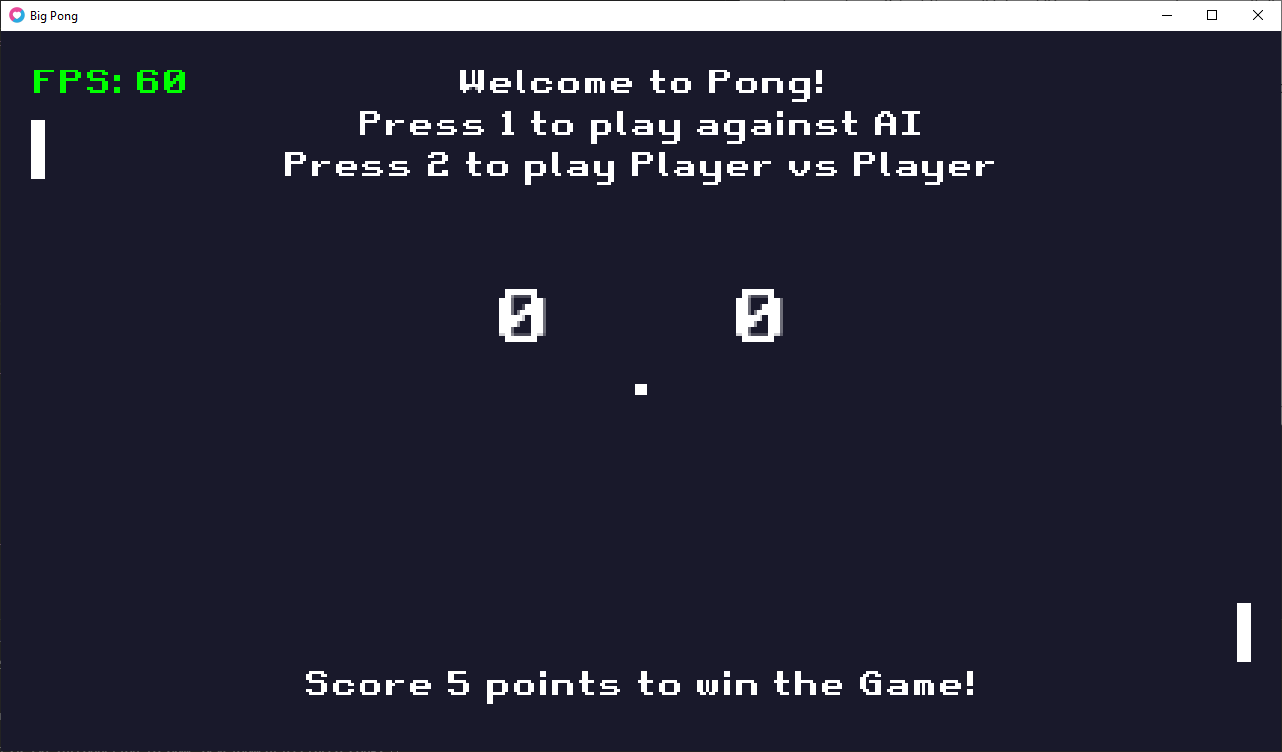 Big Pong
FPS: 60
Welcome to Pong!
Press 1 to play against AI
Press 2 to play Player vs Player
0 0
Score 5 points to win the Game!